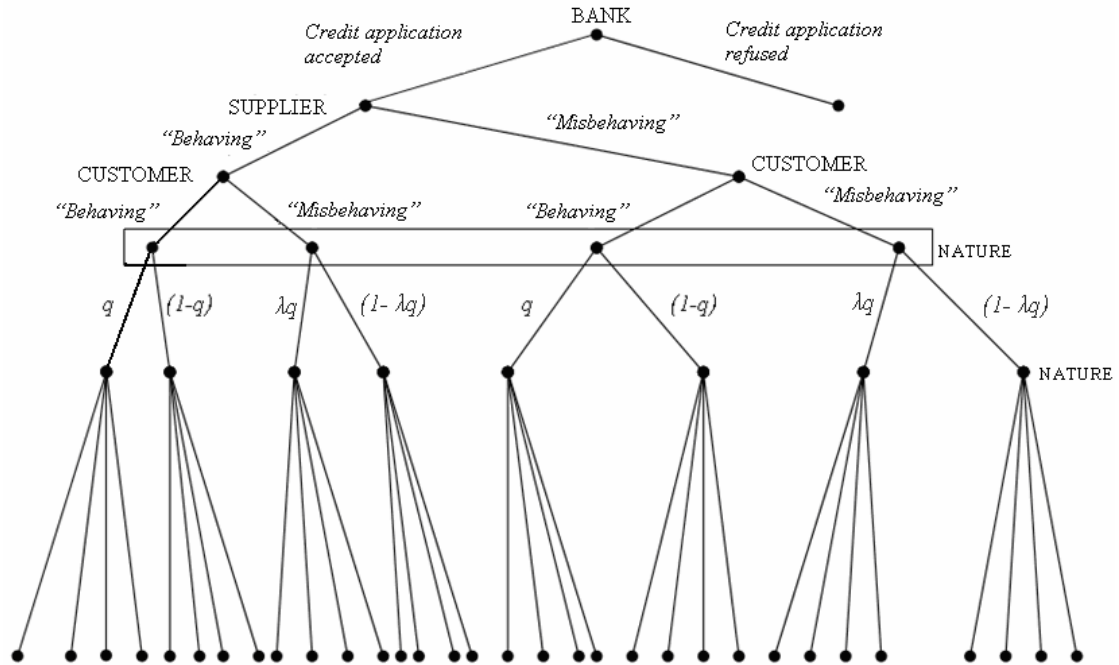 BANK
Credit application
accepted
Credit application
refused
SUPPLIER
“Behaving”
“Misbehaving”
CUSTOMER
CUSTOMER
“Behaving”
“Misbehaving”
“Behaving”
“Misbehaving”
NATURE
q
(1-q)
λq
(1- λq)
q
(1-q)
λq
(1- λq)
NATURE